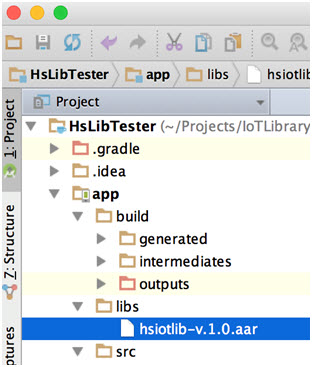 HsLibTester app libs hsiotl
Project
1: Project
Z: Structure
ptures
HsLibTester (~/Projects/IoTLibrary
.gradle
.idea
app
build
generated
intermediates
outputs
libs
hsiotlib-v.1.0.aar
src